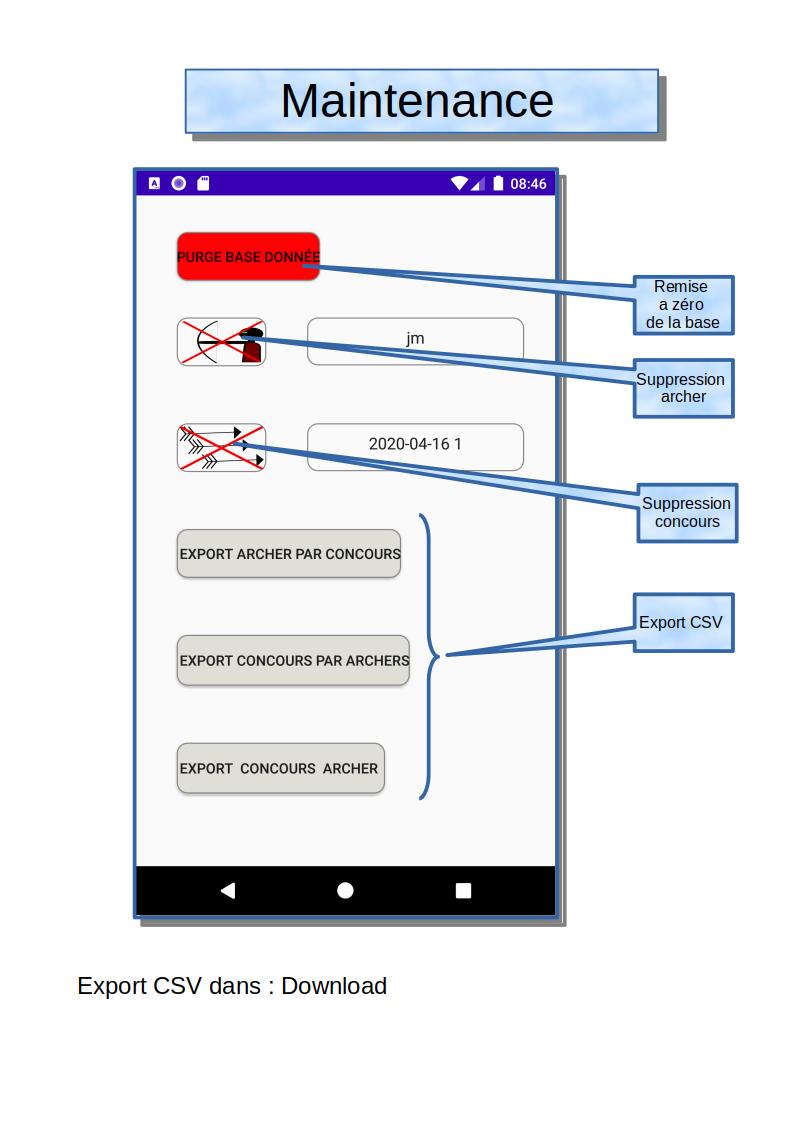 Maintenance
08:46
PURGE BASE DONNÉE
Remise
a zéro
de la base
jm
Suppression
archer
2020-04-16 1
Suppression
concours
EXPORT ARCHER PAR CONCOURS
Export CSV
EXPORT CONCOURS PAR ARCHERS
EXPORT CONCOURS ARCHER
Export CSV dans : Download